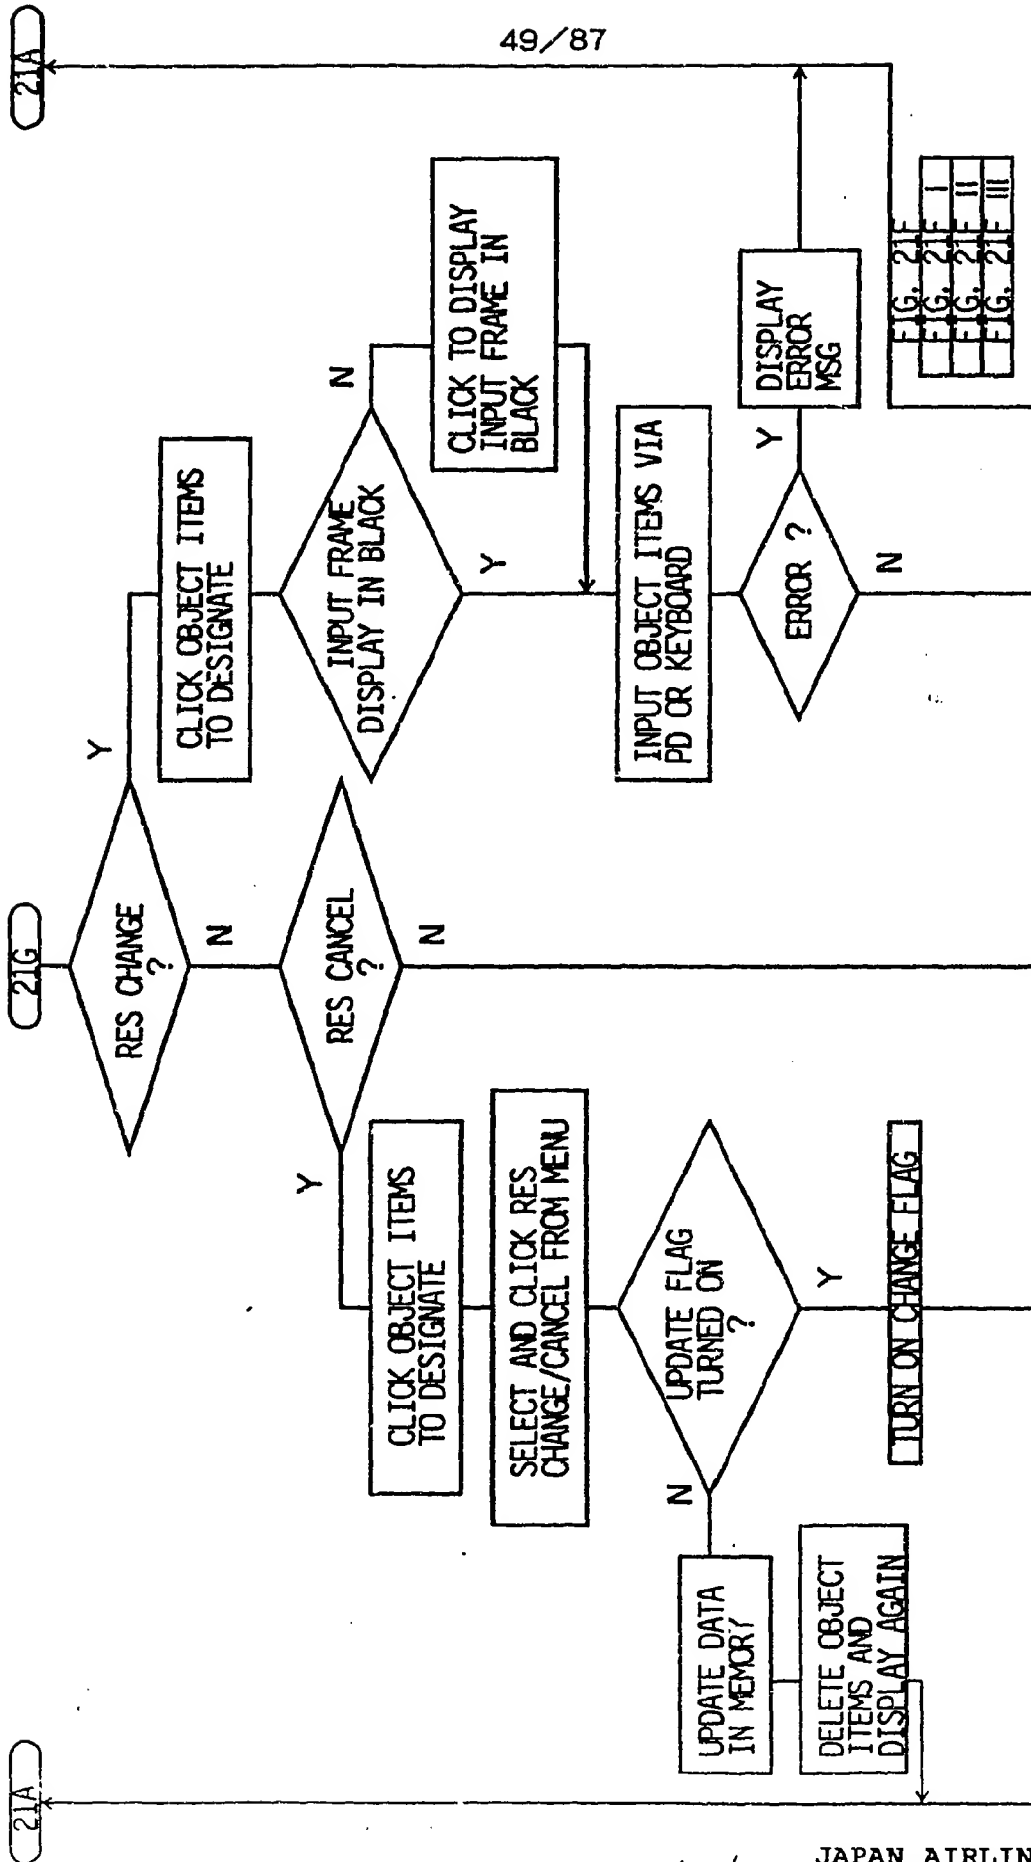 49/87
21A
21G
21A
RES CHANGE
?
Y
N
CLICK OBJECT ITEMS
TO DESIGNATE
INPUT FRAME
DISPLAY IN BLACK
N
Y
CLICK TO DISPLAY
INPUT FRAME IN
BLACK
INPUT OBJECT ITEMS VIA
PD OR KEYBOARD
ERROR ?
Y
N
DISPLAY
ERROR
MSG
RES CANCEL
?
Y
N
CLICK OBJECT ITEMS
TO DESIGNATE
SELECT AND CLICK RES
CHANGE/CANCEL FROM MENU
UPDATE FLAG
TURNED ON
?
N
Y
UPDATE DATA
IN MEMORY
DELETE OBJECT
ITEMS AND
DISPLAY AGAIN
TURN ON CHANGE FLAG
FIG. 21F
FIG. 21F I
FIG. 21F II
FIG. 21F III
JAPAN AIRLIN